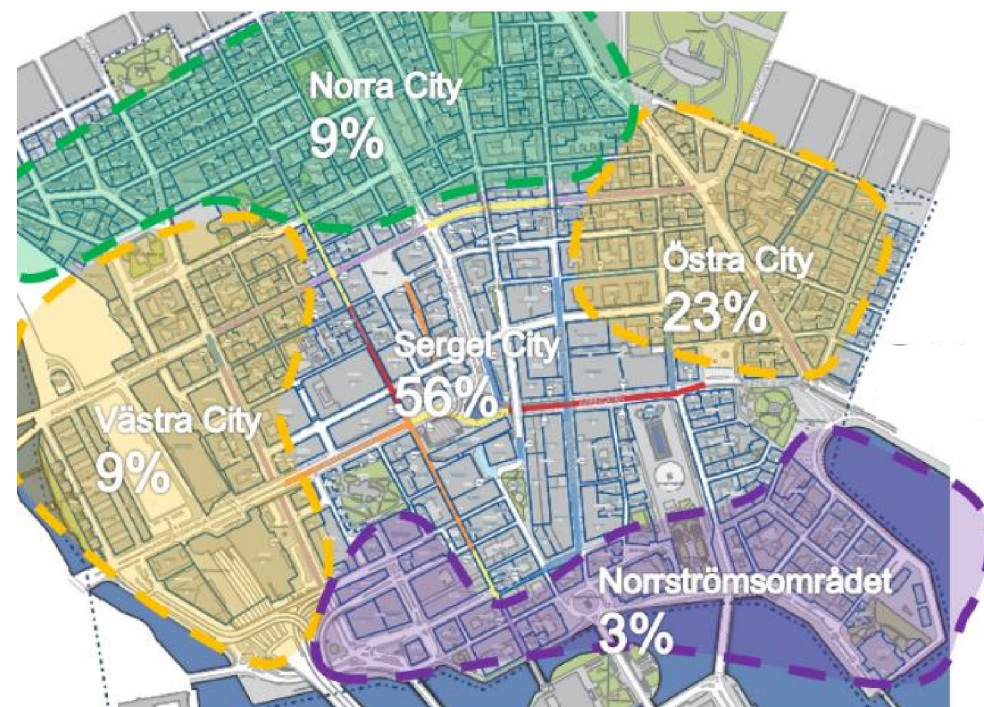 Norra City
9%
Östra City
23%
Sergel City
56%
Västra City
9%
Norrströmsområdet
3%